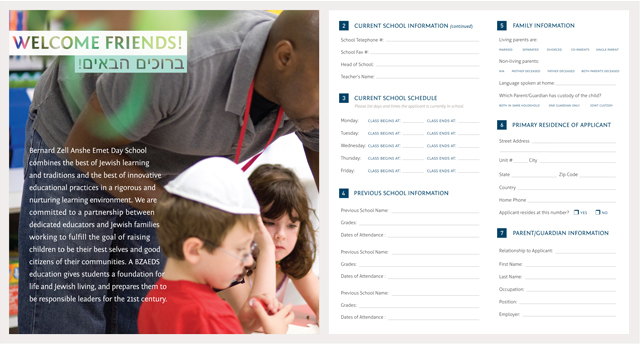 WELCOME FRIENDS!
ברוכים הבאים!
Bernard Zell Anshe Emet Day School
combines the best of Jewish learning
and traditions and the best of innovative
educational practices in a rigorous and
nurturing learning environment. We are
committed to a partnership between
dedicated educators and Jewish families
working to fulfill the goal of raising
children to be their best selves and good
citizens of their communities. A BZAEDS
education gives students a foundation for
life and Jewish living, and prepares them to
be responsible leaders for the 21st century.
2 CURRENT SCHOOL INFORMATION (continued)
School Telephone #:
School Fax #:
Head of School:
Teacher's Name:
3 CURRENT SCHOOL SCHEDULE
Please list days and times the applicant is currently in school.
Monday: CLASS BEGINS AT: CLASS ENDS AT:
Tuesday: CLASS BEGINS AT: CLASS ENDS AT:
Wednesday: CLASS BEGINS AT: CLASS ENDS AT:
Thursday: CLASS BEGINS AT: CLASS ENDS AT:
Friday: CLASS BEGINS AT: CLASS ENDS AT:
4 PREVIOUS SCHOOL INFORMATION
Previous School Name:
Grades:
Dates of Attendance:
Previous School Name:
Grades:
Dates of Attendance:
Previous School Name:
Grades:
Dates of Attendance:
5 FAMILY INFORMATION
Living parents are:
MARRIED SEPARATED DIVORCED CO-PARENTS SINGLE PARENT
Non-living parents:
N/A MOTHER DECEASED FATHER DECEASED BOTH PARENTS DECEASED
Language spoken at home:
Which Parent/Guardian has custody of the child?
BOTH IN SAME HOUSEHOLD ONE GUARDIAN ONLY JOINT CUSTODY
6 PRIMARY RESIDENCE OF APPLICANT
Street Address
Unit # City
State Zip Code
Country
Home Phone
Applicant resides at this number? YES NO
7 PARENT/GUARDIAN INFORMATION
Relationship to Applicant:
First Name:
Last Name:
Occupation:
Position:
Employer: